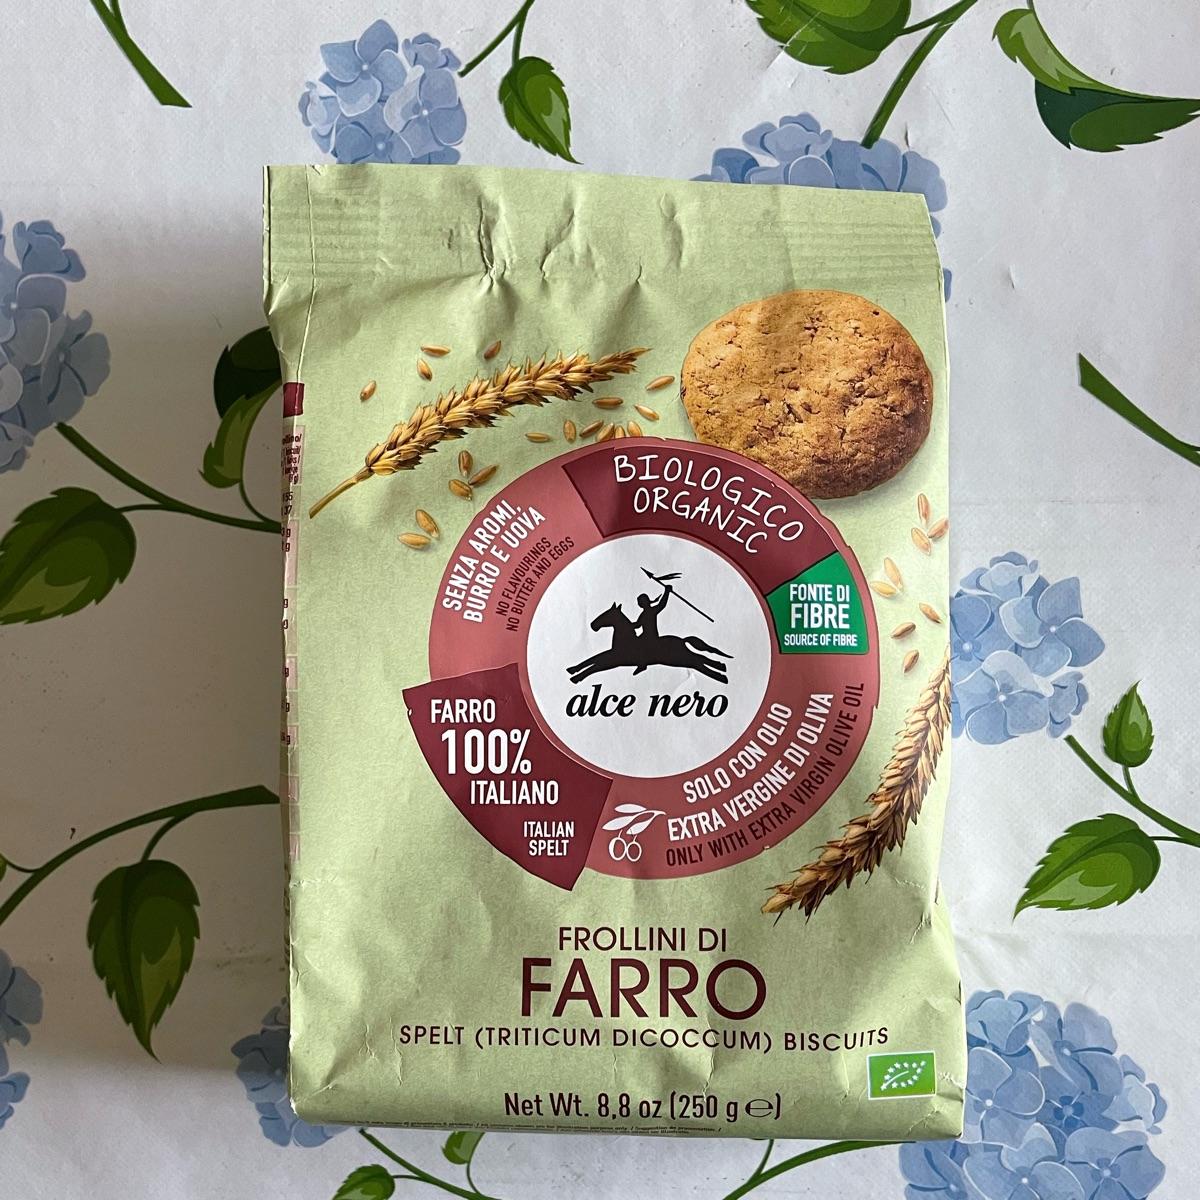 BIOLOGICO
ORGANIC
SENZA AROMI,
BURRO E UOVA
NO FLAVOURINGS
NO BUTTER AND EGGS
FONTE DI
FIBRE
SOURCE OF FIBRE
alce nero
FARRO
100%
ITALIANO
ITALIAN
SPELT
SOLO CON OLIO
EXTRA VERGINE DI OLIVA
ONLY WITH EXTRA VIRGIN OLIVE OIL
FROLLINI DI
FARRO
SPELT (TRITICUM DICOCCUM) BISCUITS
Net Wt. 8,8 oz (250 g ℮)